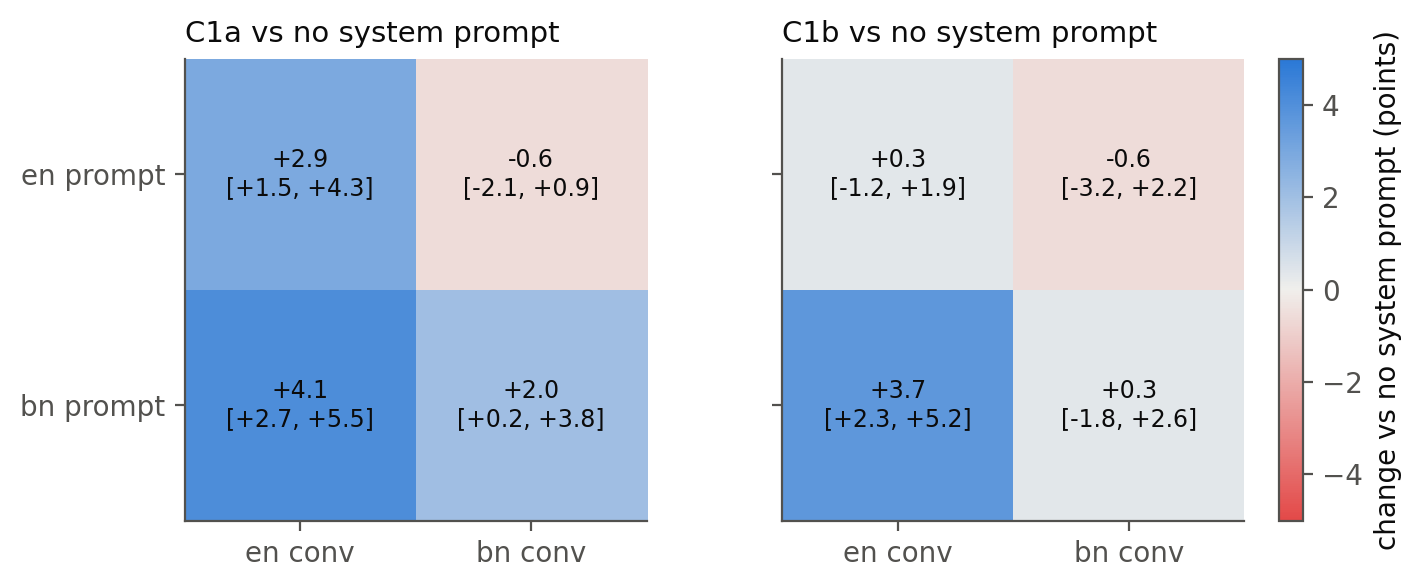 C1a vs no system prompt
C1b vs no system prompt
en prompt
bn prompt
+2.9
[+1.5, +4.3]
-0.6
[-2.1, +0.9]
+4.1
[+2.7, +5.5]
+2.0
[+0.2, +3.8]
en conv
bn conv
+0.3
[-1.2, +1.9]
-0.6
[-3.2, +2.2]
+3.7
[+2.3, +5.2]
+0.3
[-1.8, +2.6]
en conv
bn conv
4
2
0
−2
−4
change vs no system prompt (points)